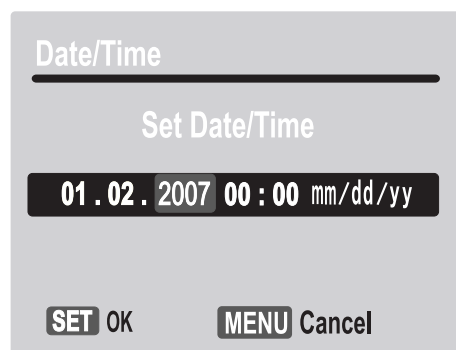 Date/Time
Set Date/Time
01 . 02 . 2007 00 : 00 mm/dd/yy
SET OK MENU Cancel